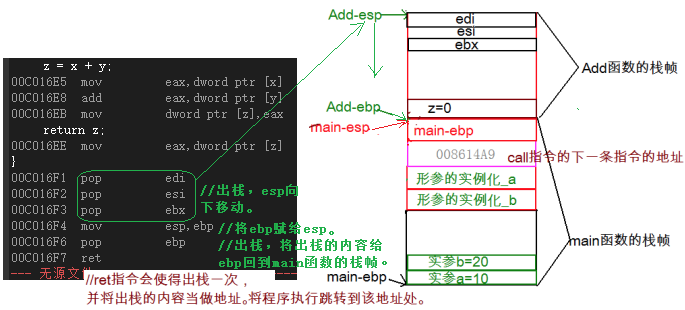 z = x + y;
00C016E5 mov eax,dword ptr [x]
00C016E8 add eax,dword ptr [y]
00C016EB mov dword ptr [z],eax
return z;
00C016EE mov eax,dword ptr [z]
}
00C016F1 pop edi
00C016F2 pop esi
00C016F3 pop ebx
00C016F4 mov esp,ebp
00C016F6 pop ebp
00C016F7 ret
--- 无源文
//出栈，esp向
下移动。
//将ebp赋给esp。
//出栈，将出栈的内容给
ebp回到main函数的栈帧。
//ret指令会使得出栈一次，
并将出栈的内容当做地址。将程序执行跳转到该地址处。
Add-esp
edi
esi
ebx
Add函数的栈帧
Add-ebp
z=0
main-esp
main-ebp
008614A9
call指令的下一条指令的地址
形参的实例化_a
形参的实例化_b
main函数的栈帧
实参b=20
main-ebp
实参a=10